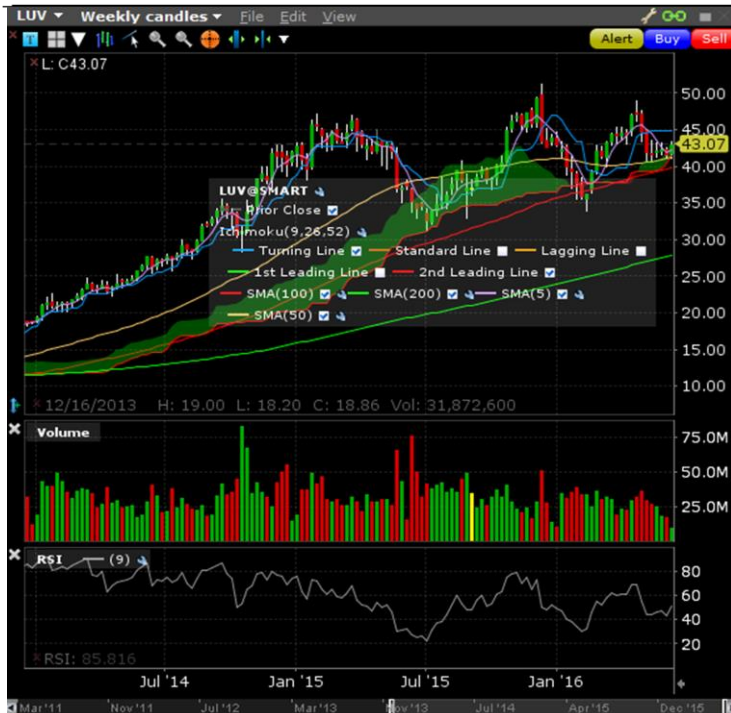 LUV Weekly candles File Edit View
T Alert Buy Sell
L: C43.07
50.00
45.00
43.07
40.00
LUV@SMART
Prior Close
35.00
Ichimoku(9,26,52)
Turning Line Standard Line Lagging Line
30.00
1st Leading Line 2nd Leading Line
25.00
SMA(100) SMA(200) SMA(5)
SMA(50)
20.00
15.00
10.00
12/16/2013 H: 19.00 L: 18.20 C: 18.86 Vol: 31,872,600
Volume
75.0M
50.0M
25.0M
RSI (9)
80
60
40
20
RSI: 85.816
Jul '14 Jan '15 Jul '15 Jan '16
Mar'11 Nov'11 Jul'12 Mar'13 Nov'13 Jul'14 Apr'15 Dec'15